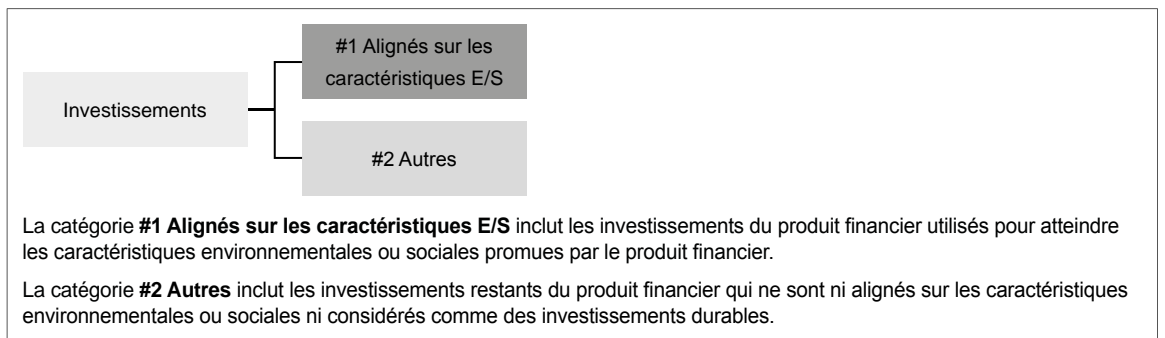 #1 Alignés sur les
caractéristiques E/S
Investissements
#2 Autres
La catégorie #1 Alignés sur les caractéristiques E/S inclut les investissements du produit financier utilisés pour atteindre
les caractéristiques environnementales ou sociales promues par le produit financier.
La catégorie #2 Autres inclut les investissements restants du produit financier qui ne sont ni alignés sur les caractéristiques
environnementales ou sociales ni considérés comme des investissements durables.